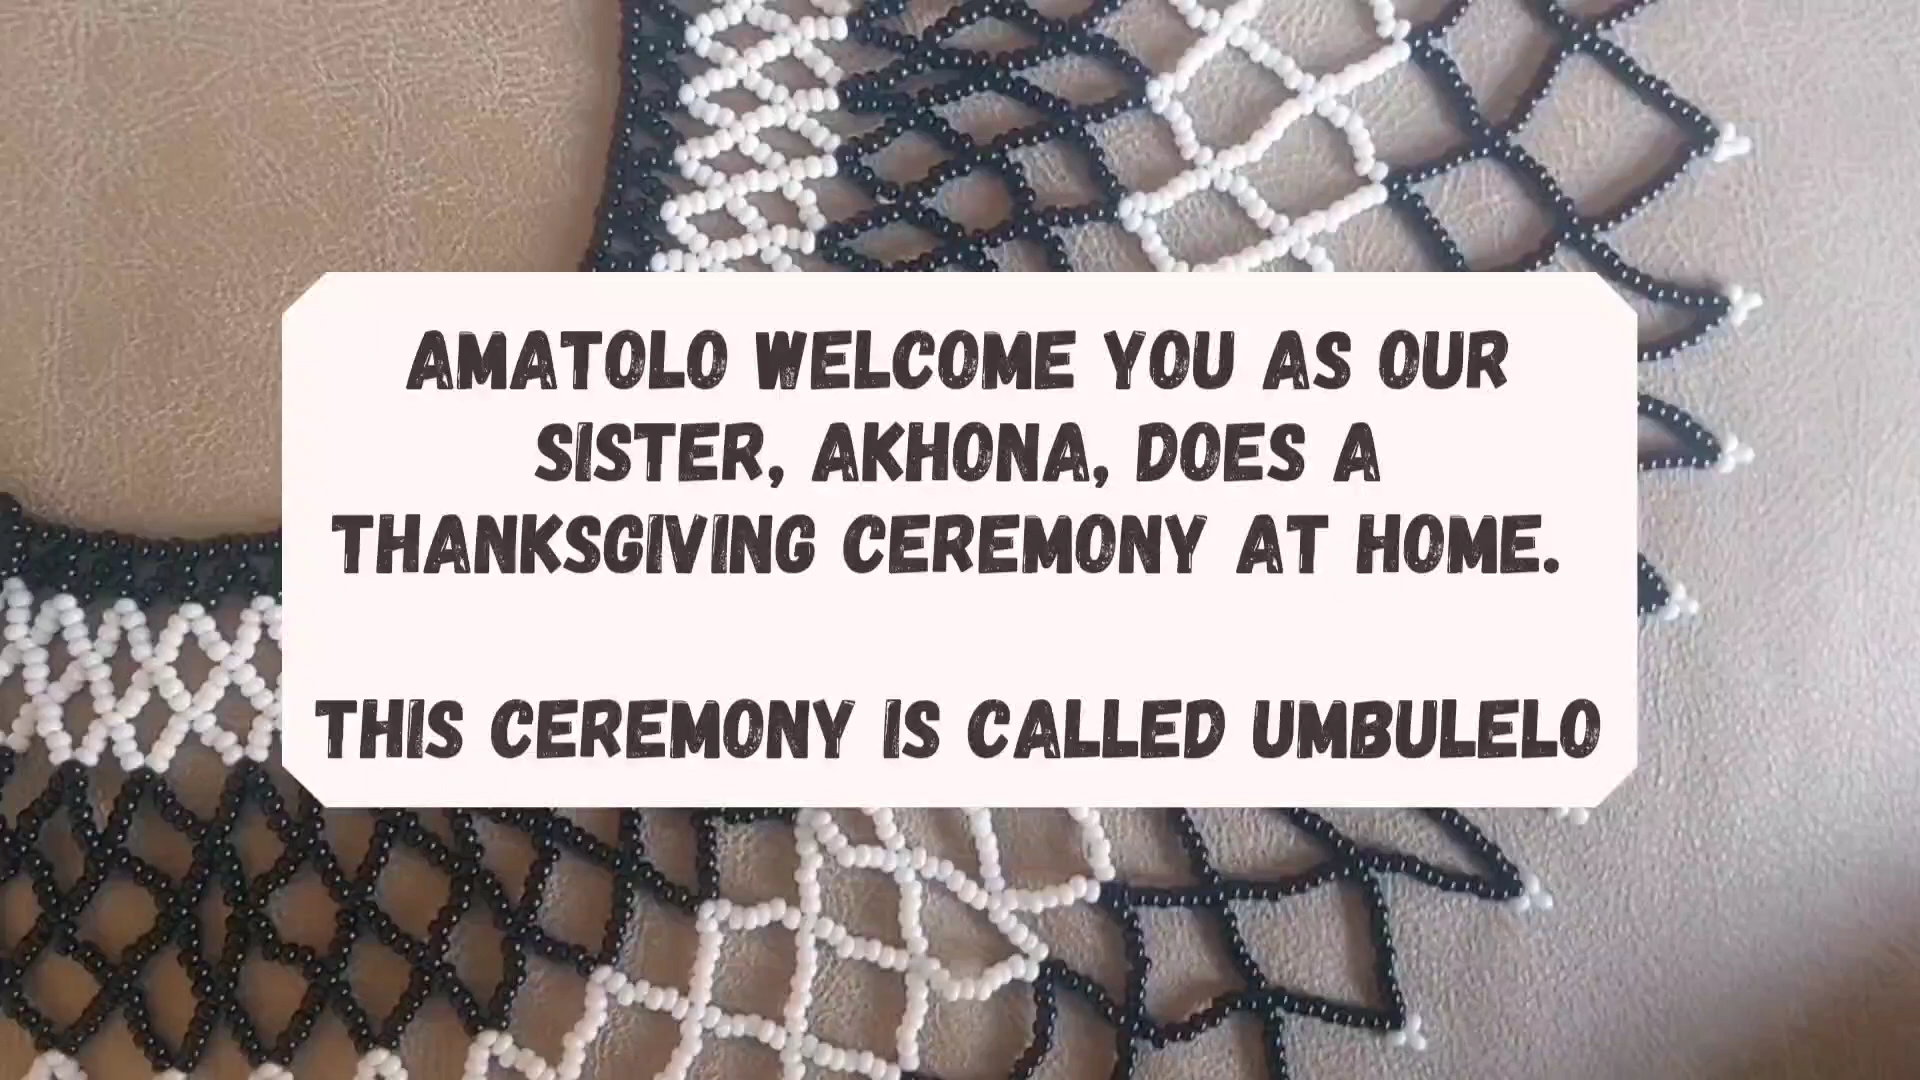 AMATOLO WELCOME YOU AS OUR
SISTER, AKHONA, DOES A
THANKSGIVING CEREMONY AT HOME.
THIS CEREMONY IS CALLED UMBULELO